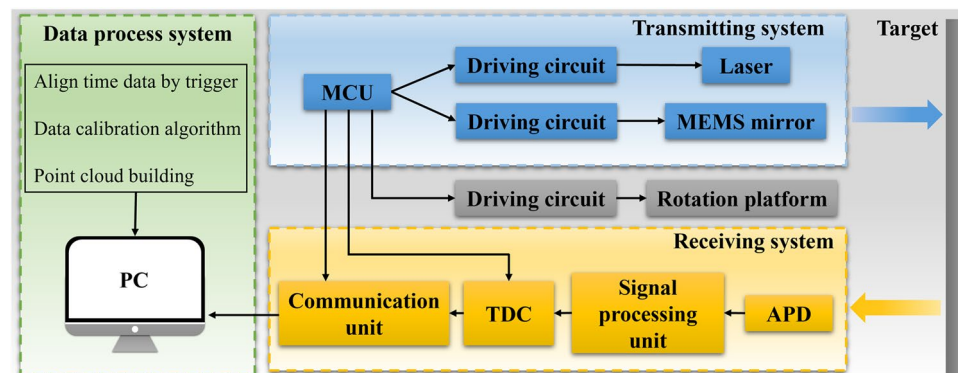 Data process system
Align time data by trigger
Data calibration algorithm
Point cloud building
PC
Transmitting system
MCU
Driving circuit
Laser
Driving circuit
MEMS mirror
Driving circuit
Rotation platform
Receiving system
Communication
unit
TDC
Signal
processing
unit
APD
Target